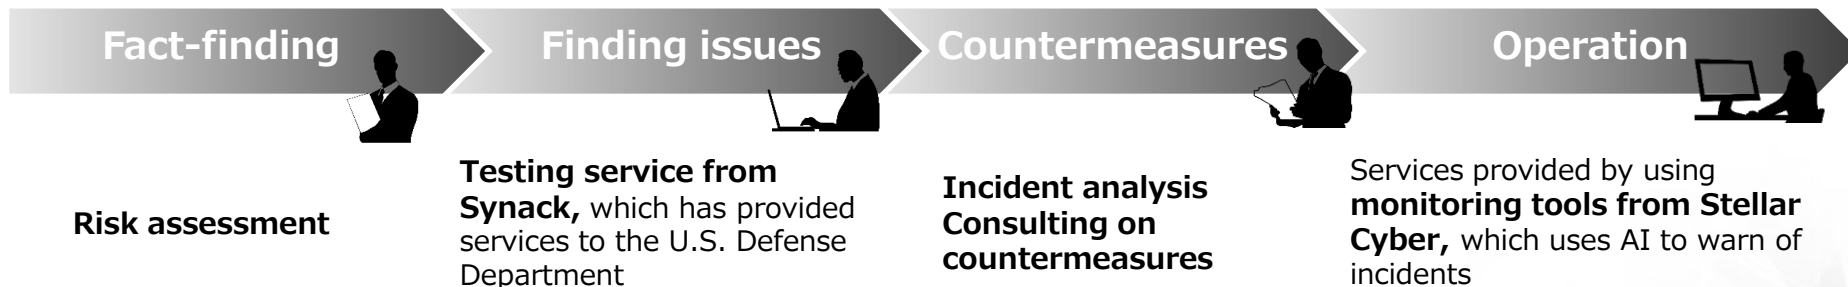 Fact-finding
Finding issues
Countermeasures
Operation
Risk assessment
Testing service from
Synack, which has provided
services to the U.S. Defense
Department
Incident analysis
Consulting on
countermeasures
Services provided by using
monitoring tools from Stellar
Cyber, which uses AI to warn of
incidents